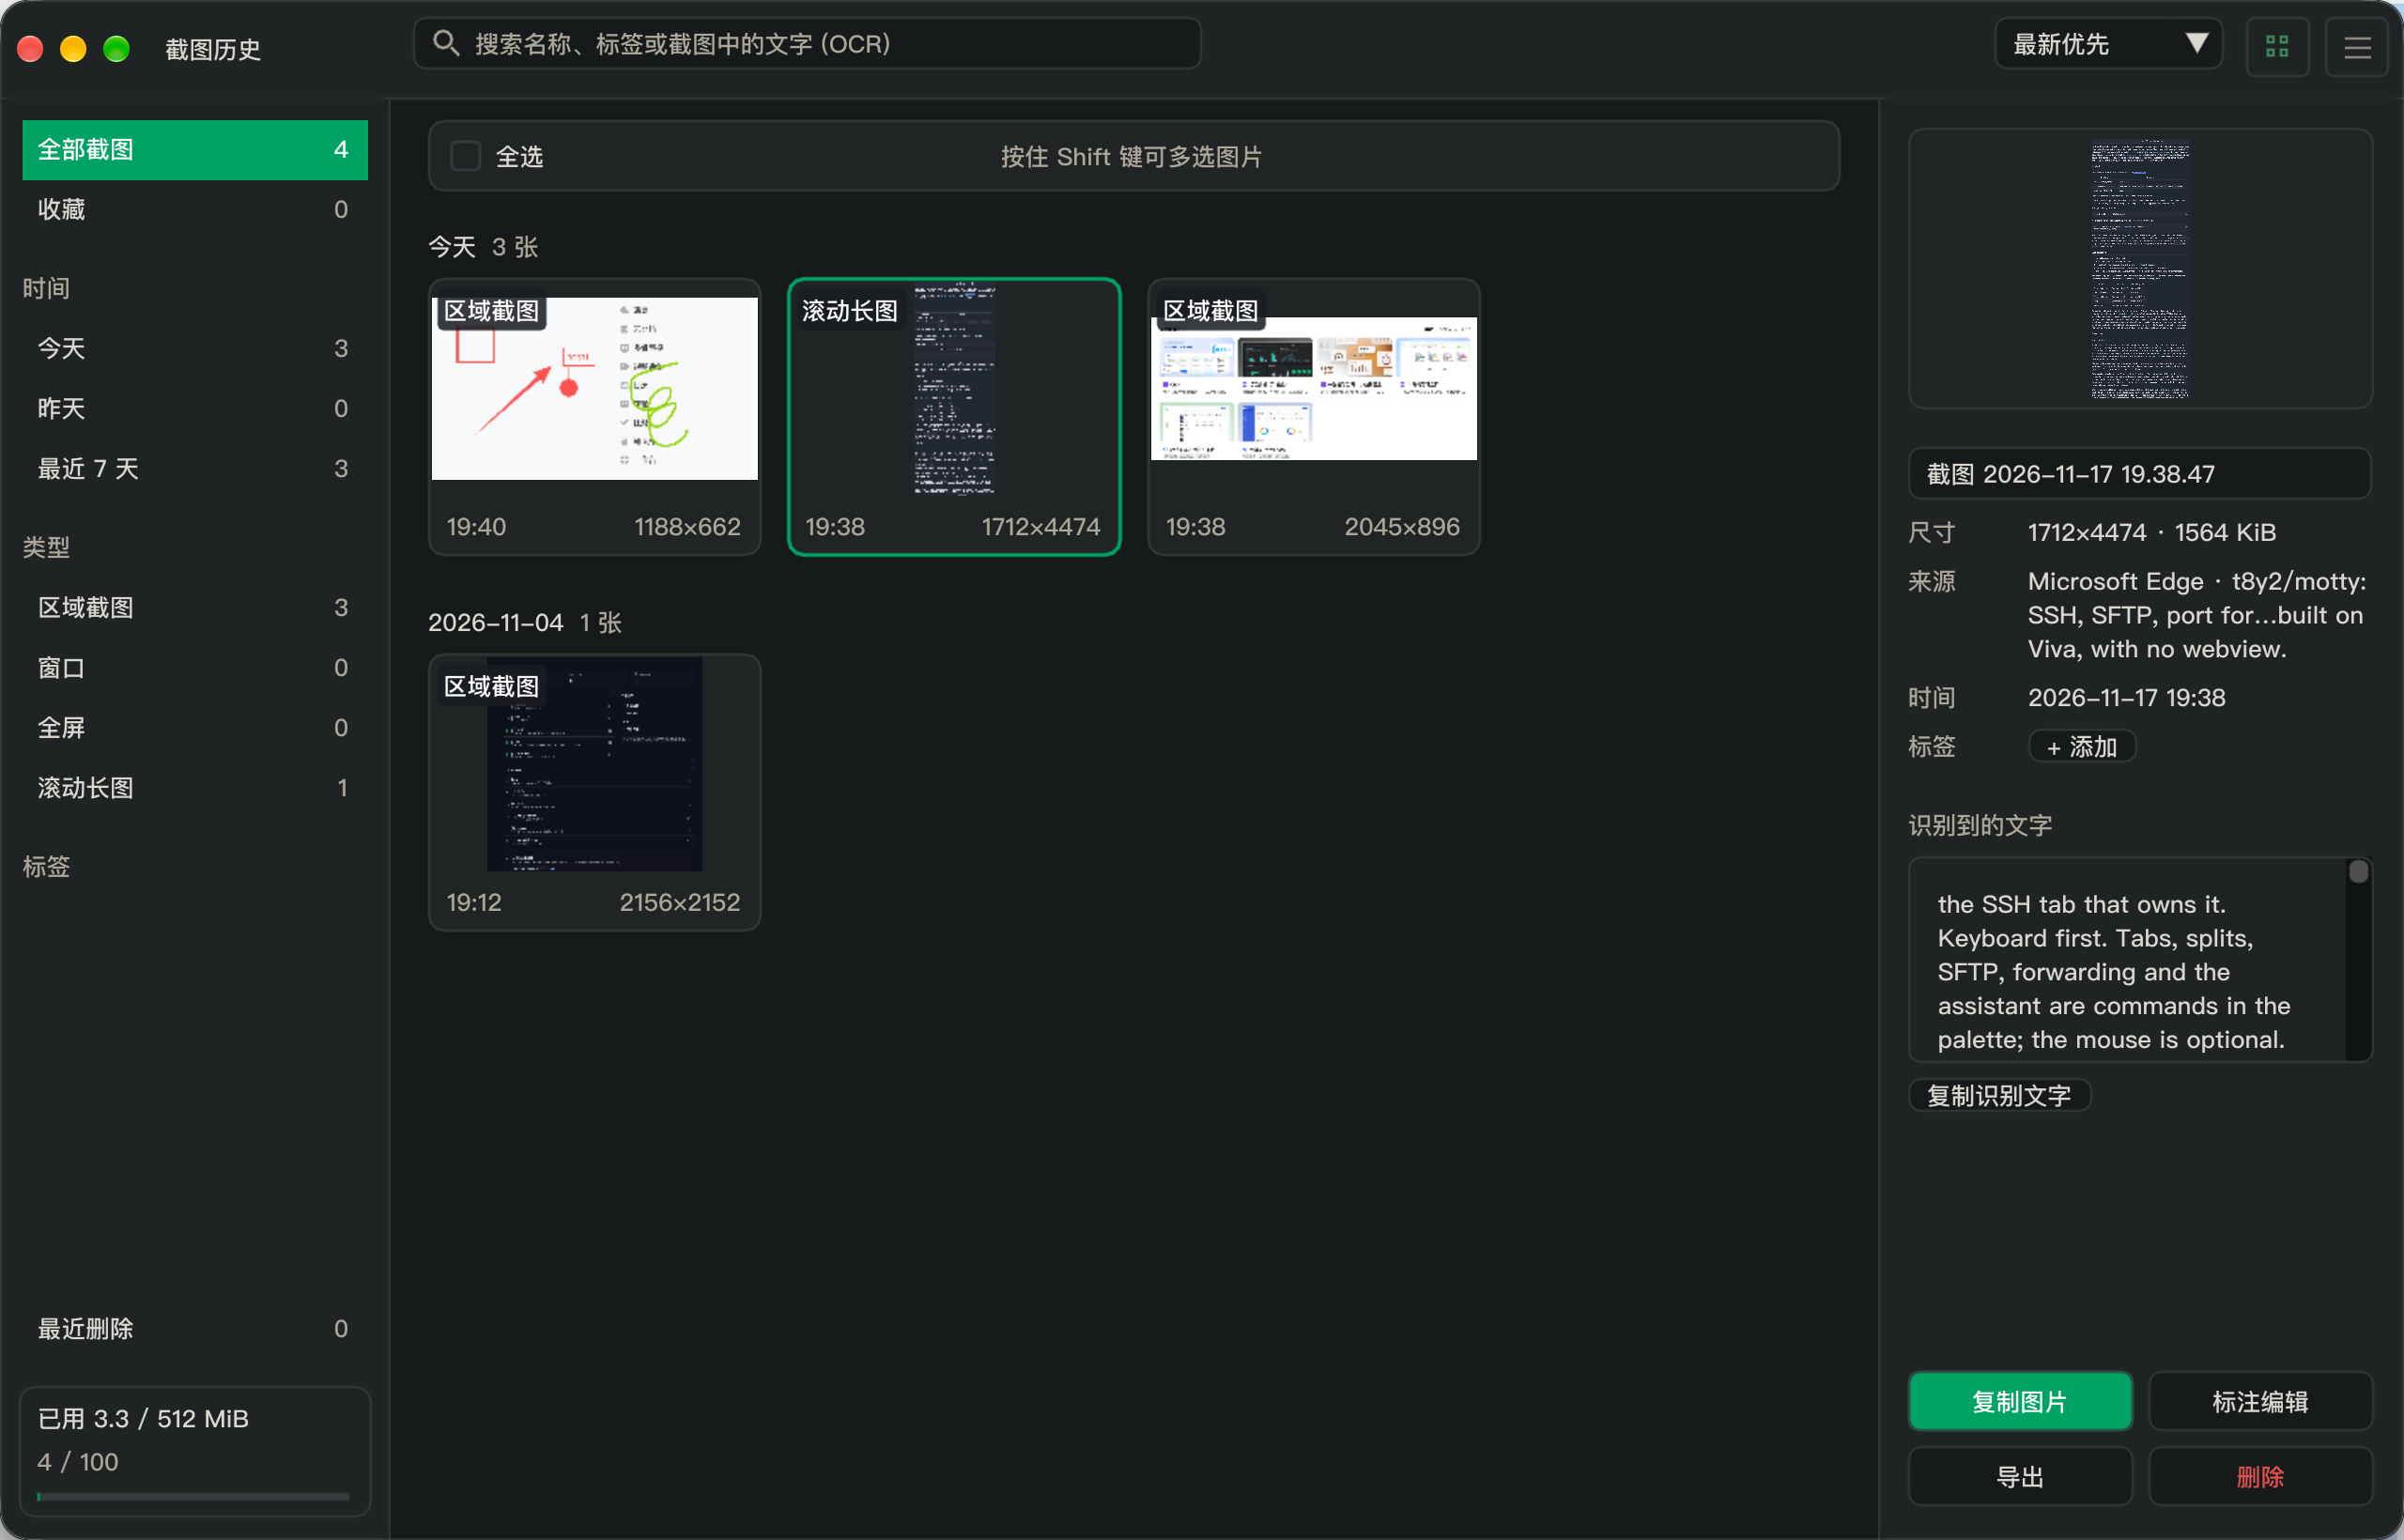 截图历史
搜索名称、标签或截图中的文字 (OCR)
最新优先
全部截图 4
收藏 0
时间
今天 3
昨天 0
最近 7 天 3
类型
区域截图 3
窗口 0
全屏 0
滚动长图 1
标签
最近删除 0
已用 3.3 / 512 MiB
4 / 100
全选
按住 Shift 键可多选图片
今天 3 张
区域截图
19:40 1188×662
滚动长图
19:38 1712×4474
区域截图
19:38 2045×896
2026-11-04 1 张
区域截图
19:12 2156×2152
截图 2026-11-17 19.38.47
尺寸 1712×4474 · 1564 KiB
来源 Microsoft Edge · t8y2/motty:
SSH, SFTP, port for...built on
Viva, with no webview.
时间 2026-11-17 19:38
标签 + 添加
识别到的文字
the SSH tab that owns it.
Keyboard first. Tabs, splits,
SFTP, forwarding and the
assistant are commands in the
palette; the mouse is optional.
复制识别文字
复制图片
标注编辑
导出
删除